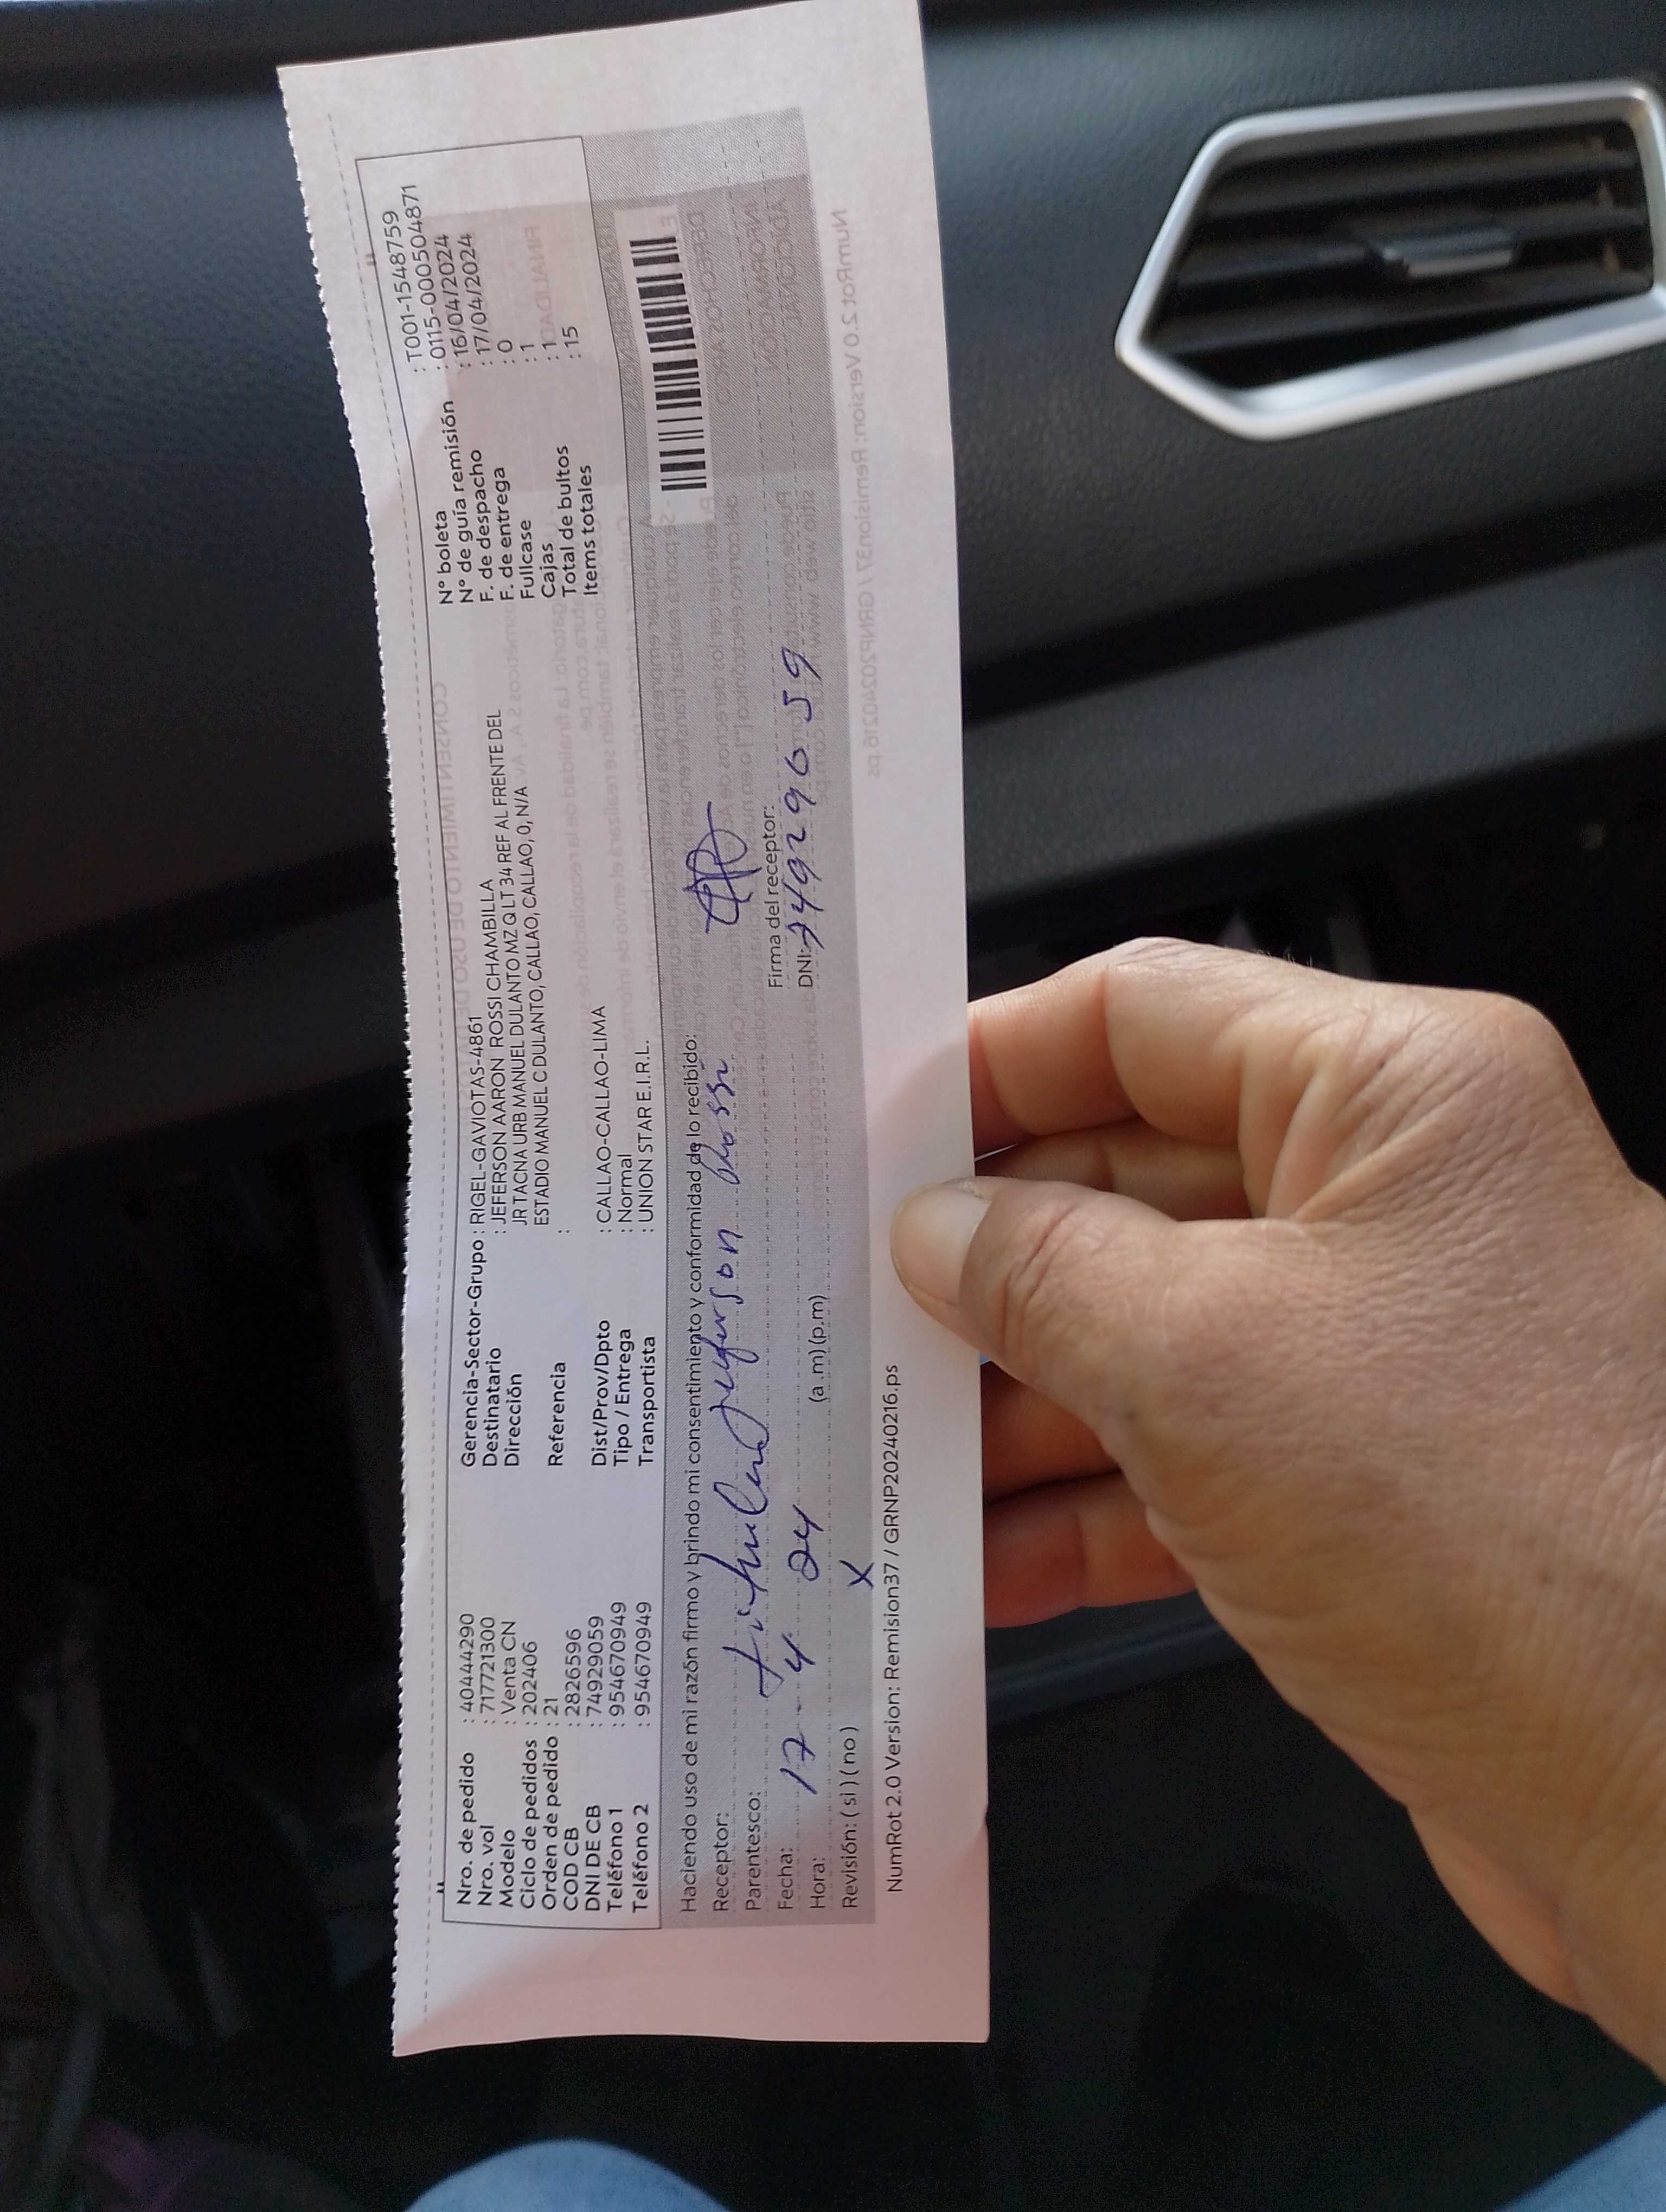 Nro. de pedido : 40444290
Nro. vol : 717721300
Modelo : Venta CN
Ciclo de pedidos : 202406
Orden de pedido : 21
COD CB : 2826596
DNI DE CB : 74929059
Teléfono 1 : 954670949
Teléfono 2 : 954670949
Gerencia-Sector-Grupo : RIGEL-GAVIOTAS-4861
Destinatario : JEFERSON AARON ROSSI CHAMBILLA
Dirección JR TACNA URB MANUEL DULANTO MZ Q LT 34 REF AL FRENTE DEL
ESTADIO MANUEL C DULANTO, CALLAO, CALLAO, 0, N/A
Referencia :
Dist/Prov/Dpto : CALLAO-CALLAO-LIMA
Tipo / Entrega : Normal
Transportista : UNION STAR E.I.R.L.
N° boleta : T001-1548759
N° de guía remisión : 0115-0005504871
F. de despacho : 16/04/2024
F. de entrega : 17/04/2024
Fullcase : 0
Cajas : 1
Total de bultos : 1
Items totales : 15
Haciendo uso de mi razón firmo y brindo mi consentimiento y conformidad de lo recibido:
Receptor: titular jeferson Rossi
Parentesco:
Fecha: 17 - 4 24
Hora: (a.m) (p.m)
Revisión: ( si ) ( no ) X
Firma del receptor:
DNI: 74929059
NumRot 2.0 Version: Remision37 / GRNP20240216.ps